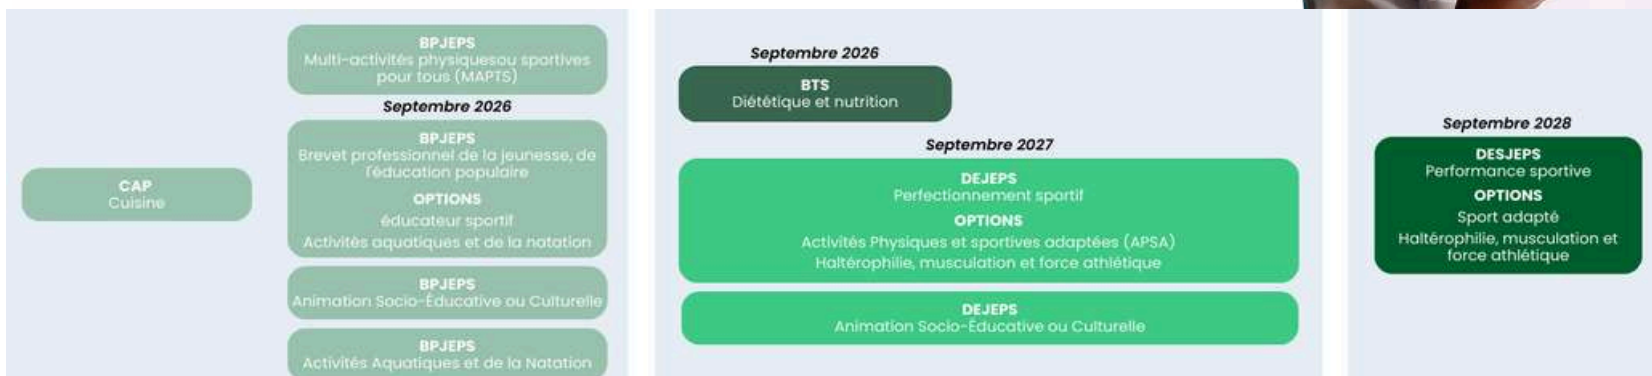 CAP
Cuisine
BPJEPS
Multi-activités physiquesou sportives
pour tous (MAPTS)
Septembre 2026
BPJEPS
Brevet professionnel de la jeunesse, de
l'éducation populaire
OPTIONS
éducateur sportif
Activités aquatiques et de la natation
BPJEPS
Animation Socio-Éducative ou Culturelle
BPJEPS
Activités Aquatiques et de la Natation
Septembre 2026
BTS
Diététique et nutrition
Septembre 2027
DEJEPS
Perfectionnement sportif
OPTIONS
Activités Physiques et sportives adaptées (APSA)
Haltérophilie, musculation et force athlétique
DEJEPS
Animation Socio-Éducative ou Culturelle
Septembre 2028
DESJEPS
Performance sportive
OPTIONS
Sport adapté
Haltérophilie, musculation et
force athlétique